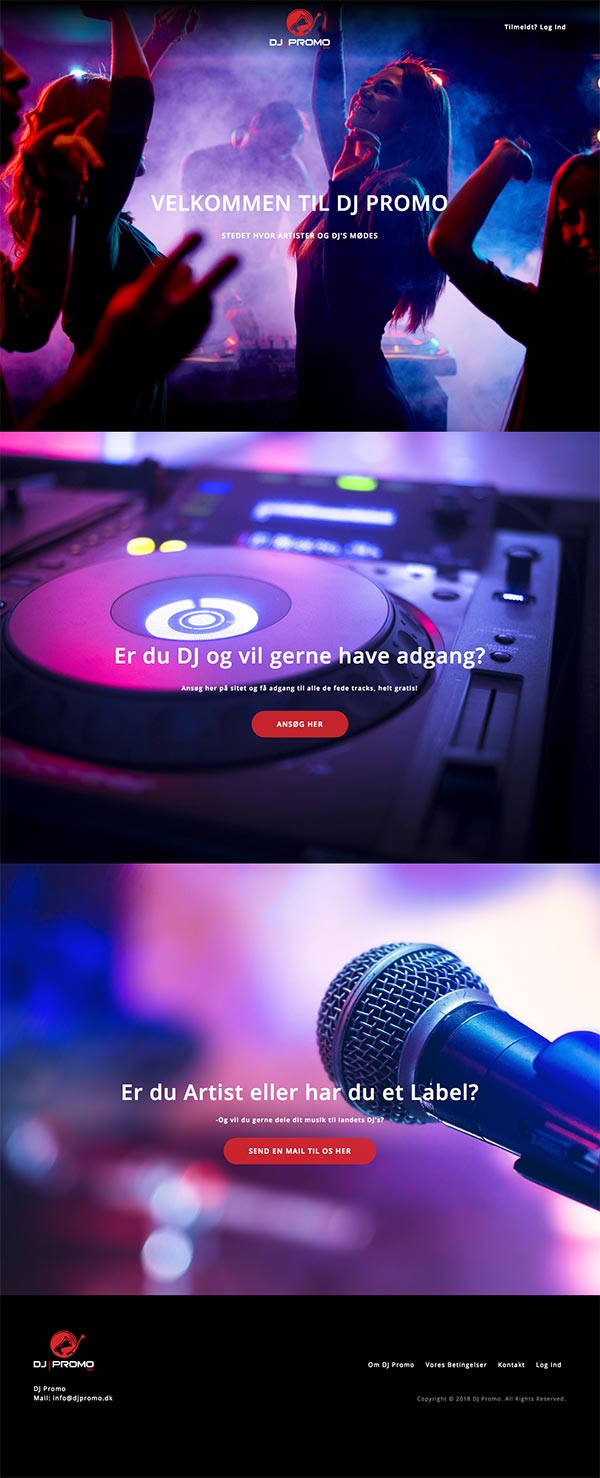 DJ PROMO
Tilmeldt? Log Ind
VELKOMMEN TIL DJ PROMO
STEDET HVOR ARTISTER OG DJ'S MØDES
Er du DJ og vil gerne have adgang?
Ansøg her på sitet og få adgang til alle de fede tracks, helt gratis!
ANSØG HER
Er du Artist eller har du et Label?
-Og vil du gerne dele dit musik til landets DJ's?
SEND EN MAIL TIL OS HER
DJ PROMO
Om DJ Promo Vores Betingelser Kontakt Log Ind
DJ Promo
Mail: info@djpromo.dk
Copyright © 2018 DJ Promo. All Rights Reserved.